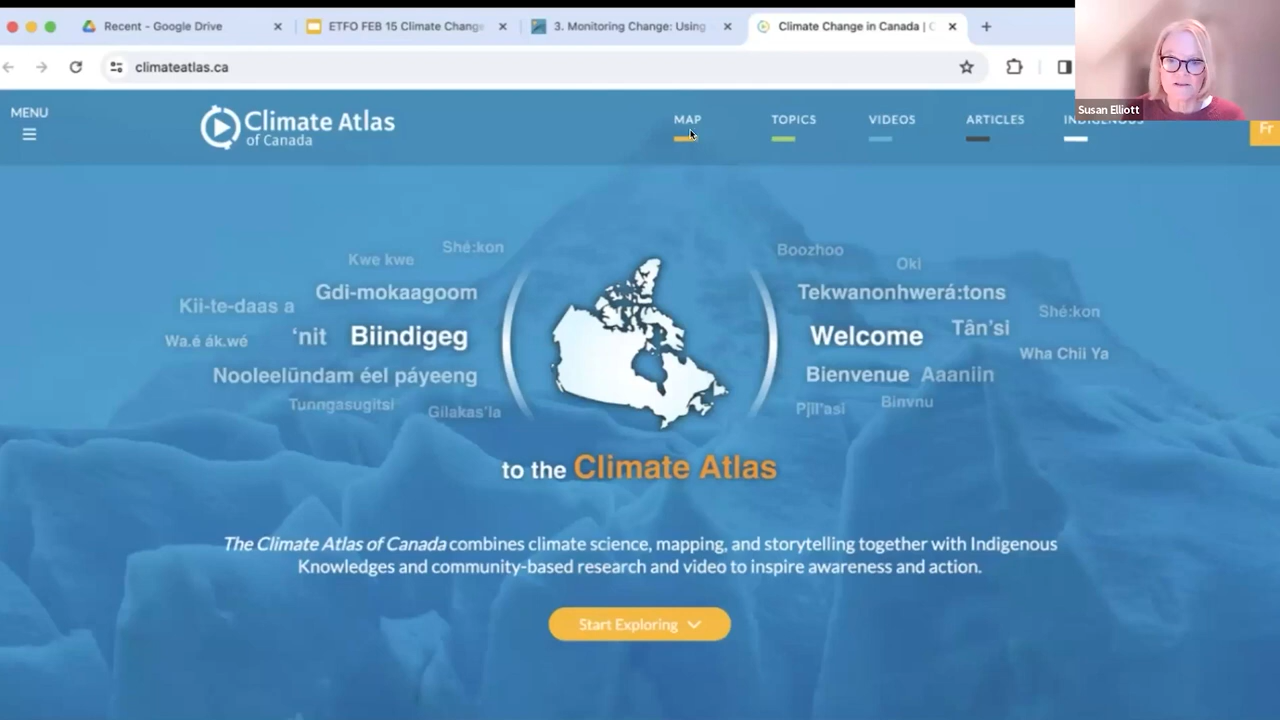 Recent - Google Drive
ETFO FEB 15 Climate Change
3. Monitoring Change: Using
Climate Change in Canada | C
climateatlas.ca
Susan Elliott
MENU
Climate Atlas
of Canada
MAP
TOPICS
VIDEOS
ARTICLES
INDIGENOUS
Fr
Kwe kwe
Shé:kon
Kii-te-daas a
Gdi-mokaagoom
Wa.é ák.wé
'nit
Biindigeg
Nooleelūndam éel páyeeng
Tunngasugitsi
Gilakas'la
Boozhoo
Oki
Tekwanonhwerá:tons
Shé:kon
Welcome
Tân'si
Wha Chii Ya
Bienvenue
Aaaniin
Binvnu
to the Climate Atlas
The Climate Atlas of Canada combines climate science, mapping, and storytelling together with Indigenous
Knowledges and community-based research and video to inspire awareness and action.
Start Exploring